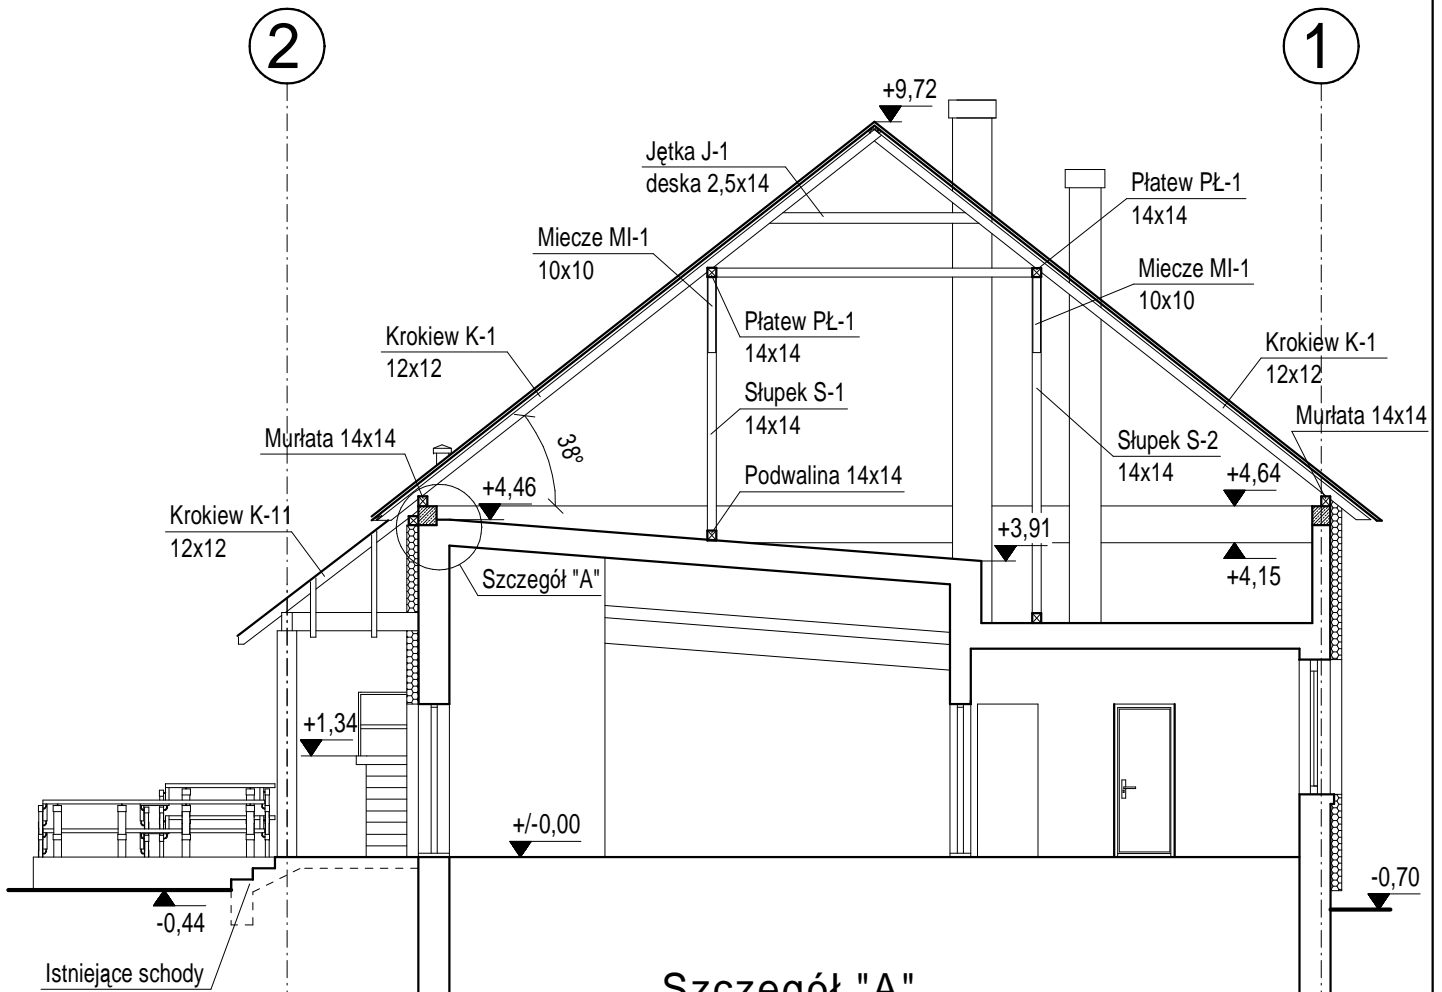 2
1
+9,72
Jętka J-1
deska 2,5x14
Płatew PŁ-1
14x14
Miecze MI-1
10x10
Miecze MI-1
10x10
Płatew PŁ-1
14x14
Krokiew K-1
12x12
Krokiew K-1
12x12
Słupek S-1
14x14
Murłata 14x14
Murłata 14x14
38°
Słupek S-2
14x14
Podwalina 14x14
+4,46
+4,64
Krokiew K-11
12x12
+3,91
Szczegół "A"
+4,15
+1,34
+/-0,00
-0,70
-0,44
Istniejące schody
Szczegół "A"